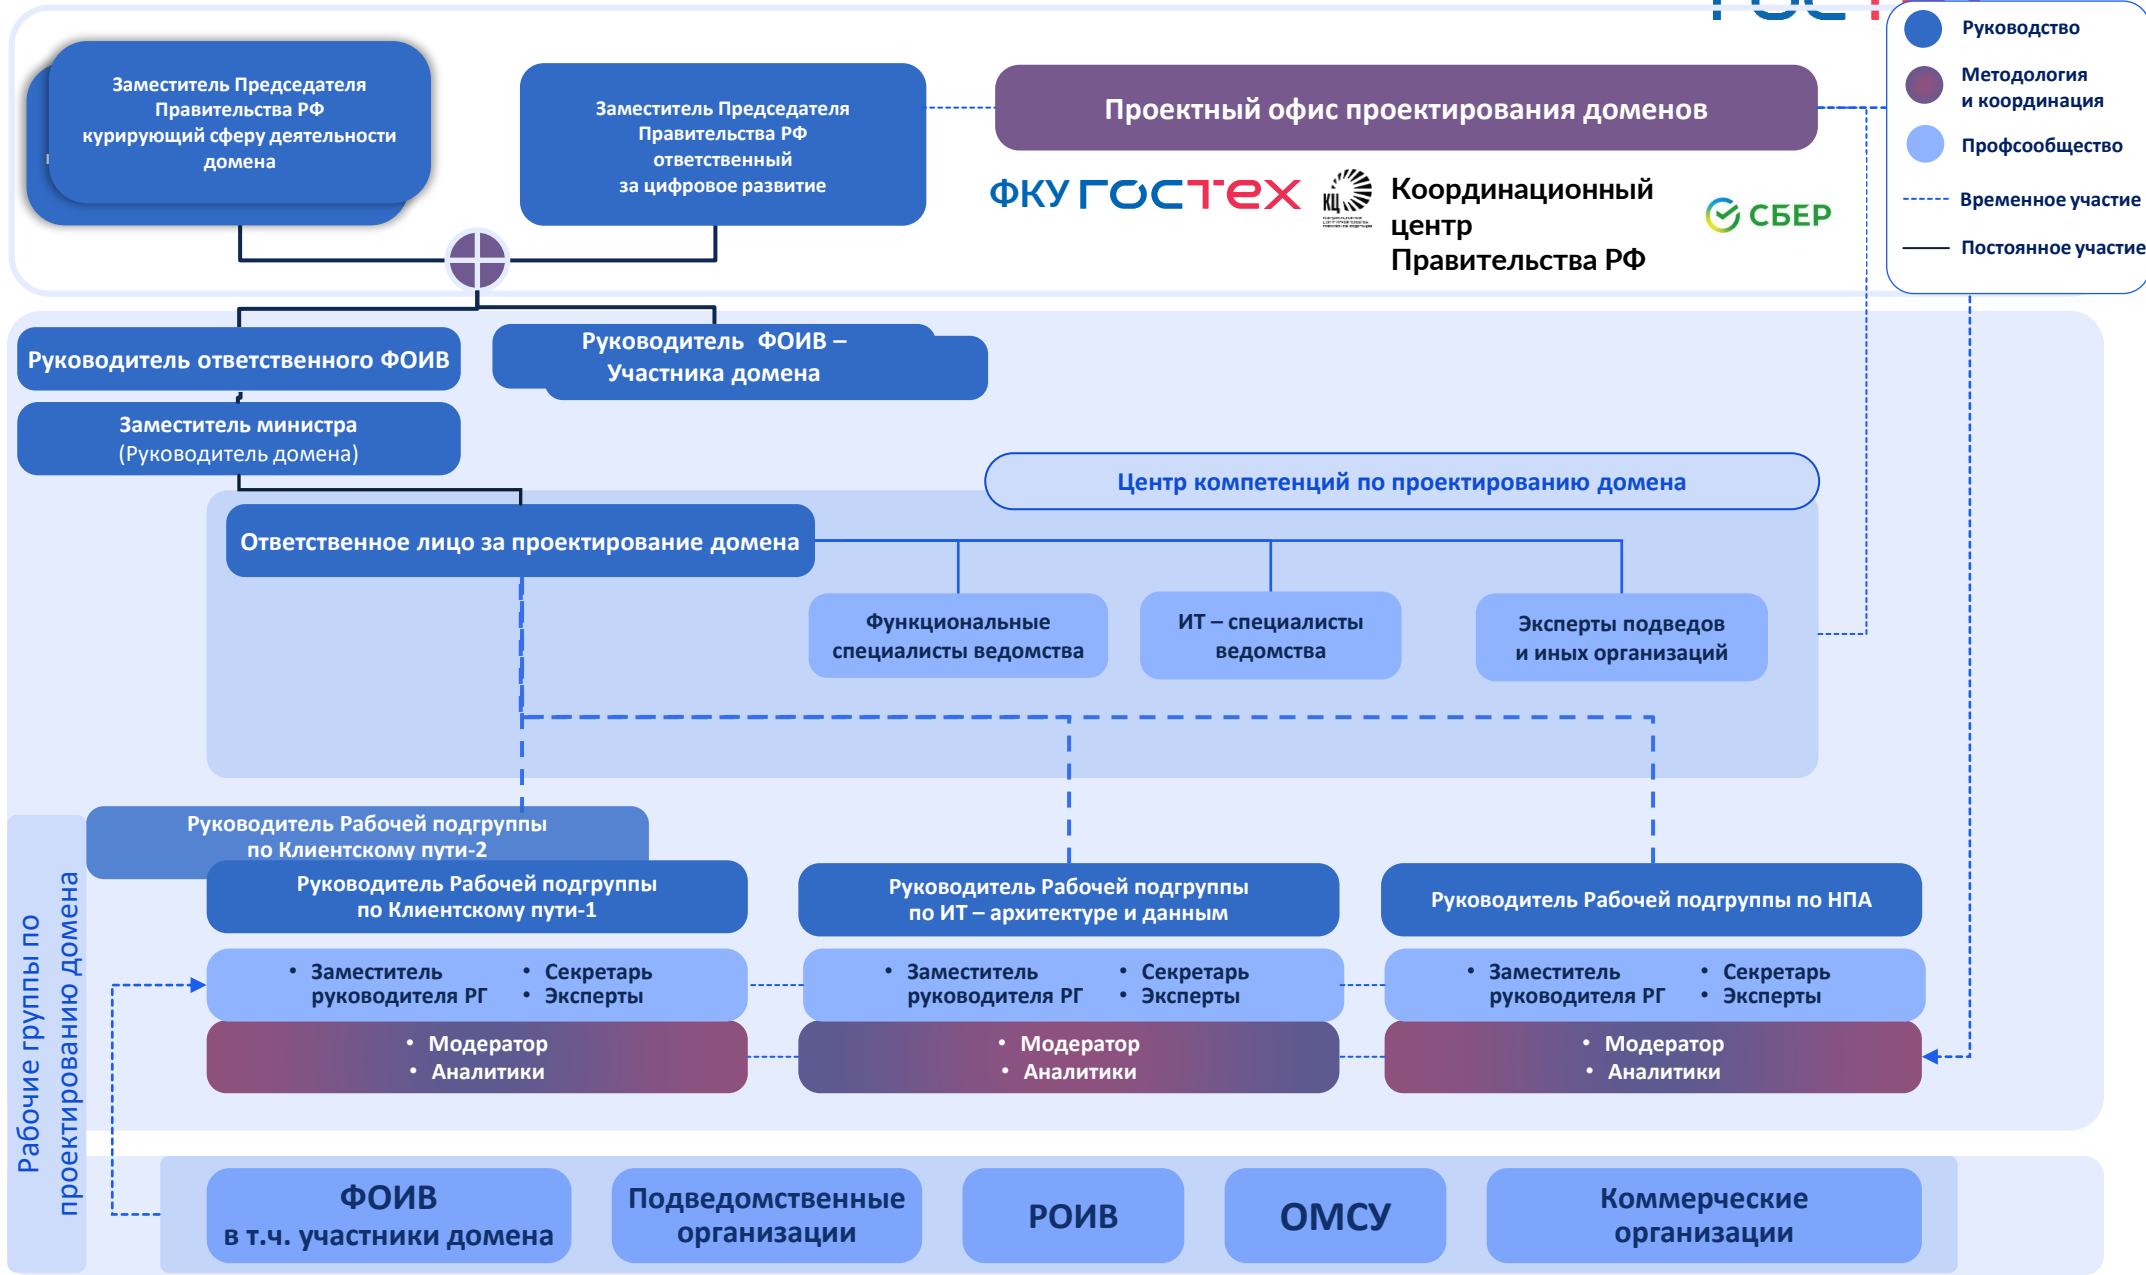 ГОСТЕХ
Руководство
Методология
и координация
Профсообщество
Временное участие
Постоянное участие
Заместитель Председателя
Правительства РФ
курирующий сферу деятельности
домена
Заместитель Председателя
Правительства РФ
ответственный
за цифровое развитие
Проектный офис проектирования доменов
ФКУ ГОСТЕХ
КЦ
Координационный
центр
Правительства РФ
СБЕР
Руководитель ответственного ФОИВ
Руководитель ФОИВ –
Участника домена
Заместитель министра
(Руководитель домена)
Центр компетенций по проектированию домена
Ответственное лицо за проектирование домена
Функциональные
специалисты ведомства
ИТ – специалисты
ведомства
Эксперты подведов
и иных организаций
Рабочие группы по
проектированию домена
Руководитель Рабочей подгруппы
по Клиентскому пути-2
Руководитель Рабочей подгруппы
по Клиентскому пути-1
Руководитель Рабочей подгруппы
по ИТ – архитектуре и данным
Руководитель Рабочей подгруппы по НПА
• Заместитель
руководителя РГ
• Секретарь
• Эксперты
• Заместитель
руководителя РГ
• Секретарь
• Эксперты
• Заместитель
руководителя РГ
• Секретарь
• Эксперты
• Модератор
• Аналитики
• Модератор
• Аналитики
• Модератор
• Аналитики
ФОИВ
в т.ч. участники домена
Подведомственные
организации
РОИВ
ОМСУ
Коммерческие
организации